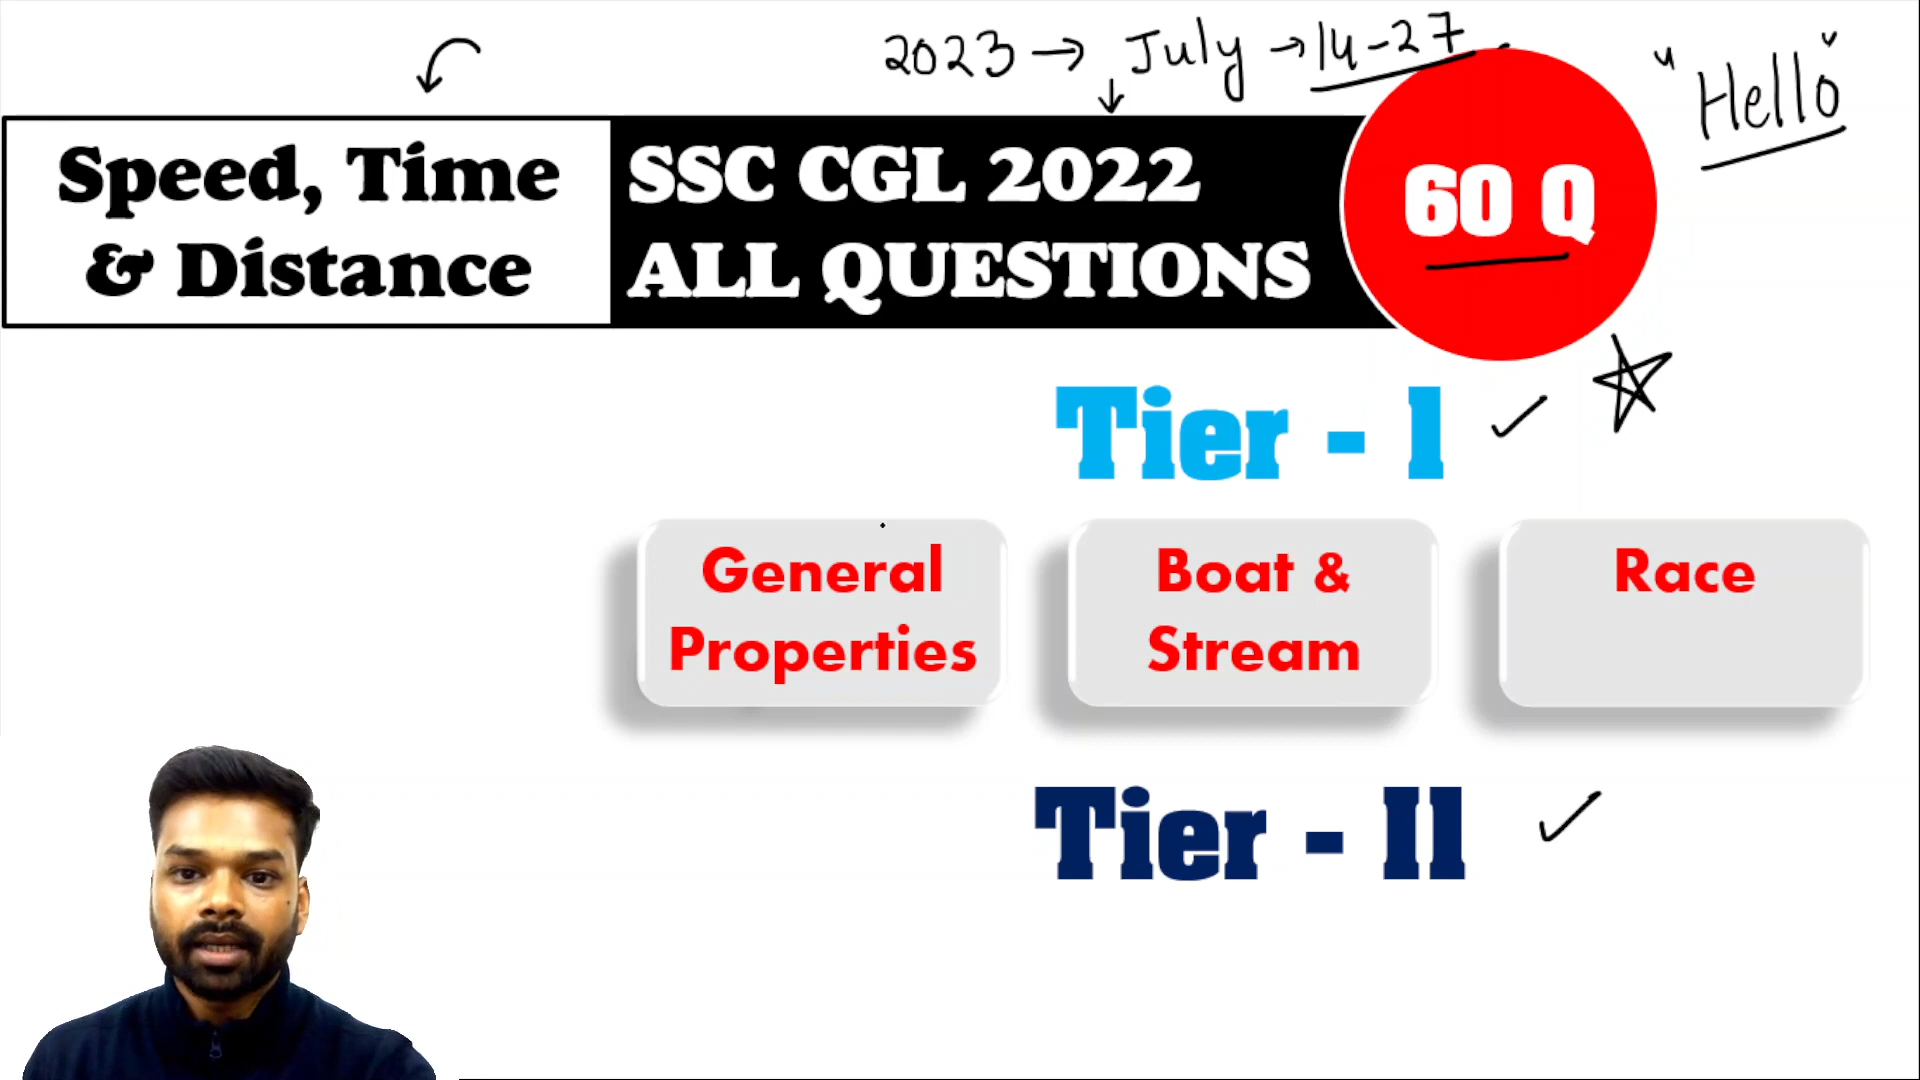 2023 → July → 14-27
"Hello"
Speed, Time
& Distance
SSC CGL 2022
ALL QUESTIONS
60 Q
Tier - I
General
Properties
Boat &
Stream
Race
Tier - II